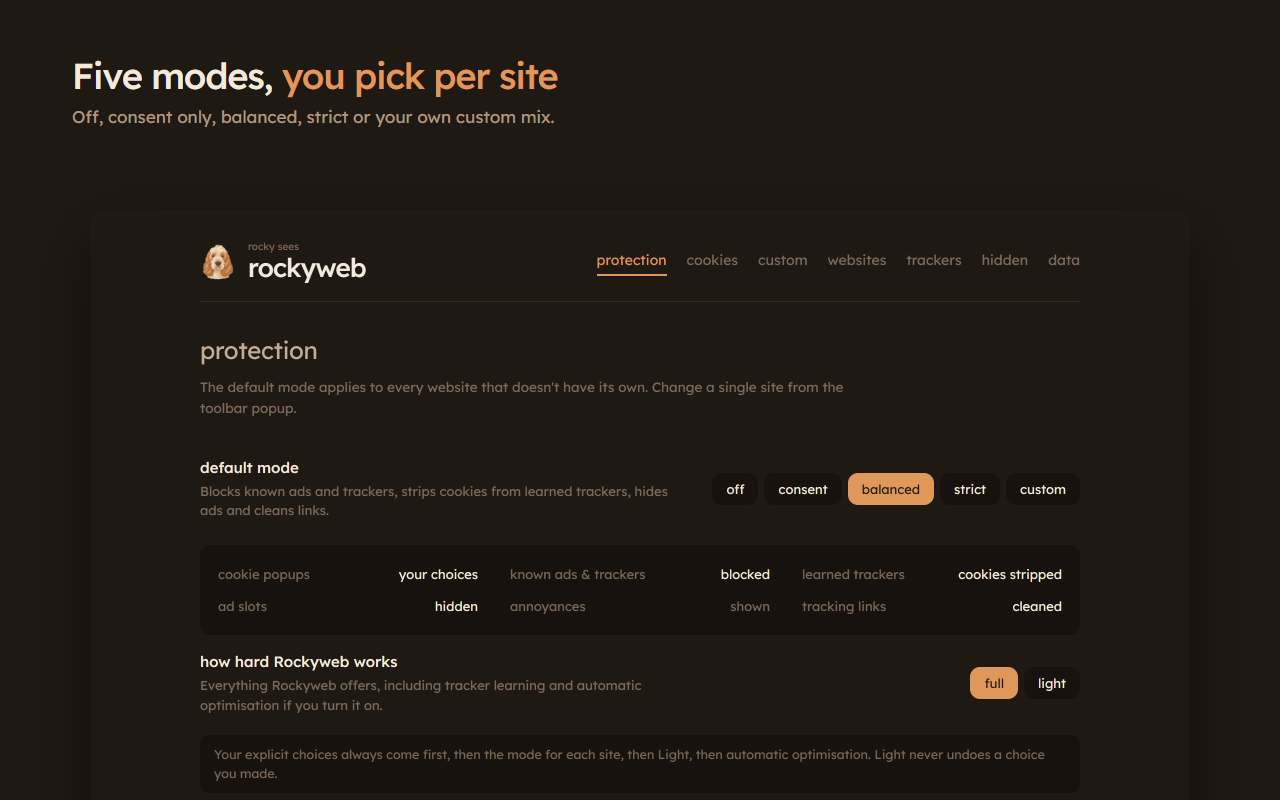 Five modes, you pick per site
Off, consent only, balanced, strict or your own custom mix.
rocky sees
rockyweb
protection cookies custom websites trackers hidden data
protection
The default mode applies to every website that doesn't have its own. Change a single site from the
toolbar popup.
default mode
Blocks known ads and trackers, strips cookies from learned trackers, hides
ads and cleans links.
off consent balanced strict custom
cookie popups your choices known ads & trackers blocked learned trackers cookies stripped
ad slots hidden annoyances shown tracking links cleaned
how hard Rockyweb works
Everything Rockyweb offers, including tracker learning and automatic
optimisation if you turn it on.
full light
Your explicit choices always come first, then the mode for each site, then Light, then automatic optimisation. Light never undoes a choice
you made.